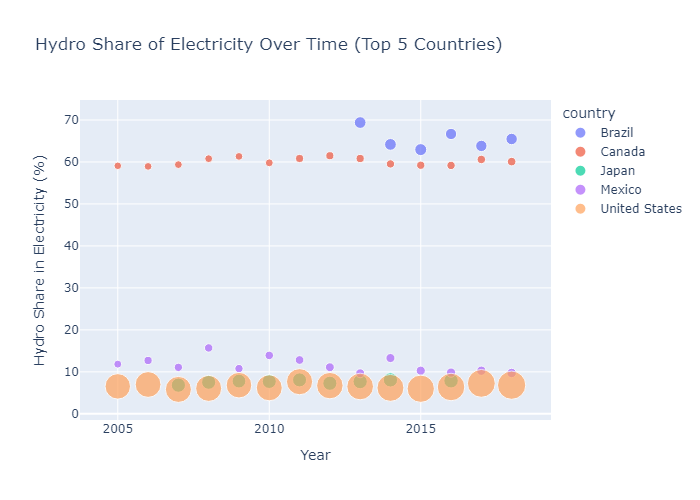 Hydro Share of Electricity Over Time (Top 5 Countries)
country
Brazil
Canada
Japan
Mexico
United States
Hydro Share in Electricity (%)
70
60
50
40
30
20
10
0
2005
2010
2015
Year